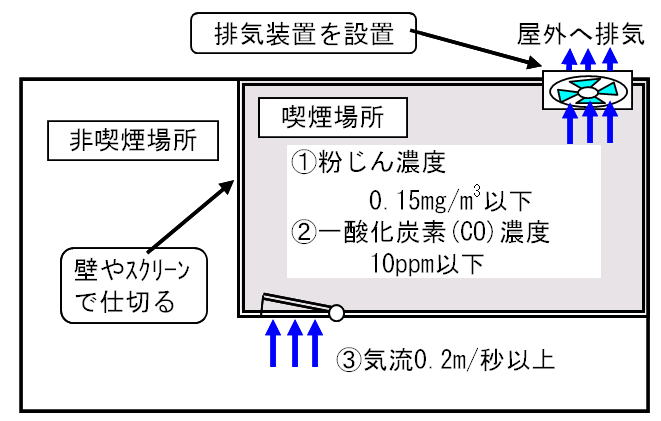 排気装置を設置
屋外へ排気
非喫煙場所
喫煙場所
①粉じん濃度
0.15mg/m³以下
②一酸化炭素(CO)濃度
10ppm以下
壁やｽｸﾘｰﾝ
で仕切る
③気流0.2m/秒以上